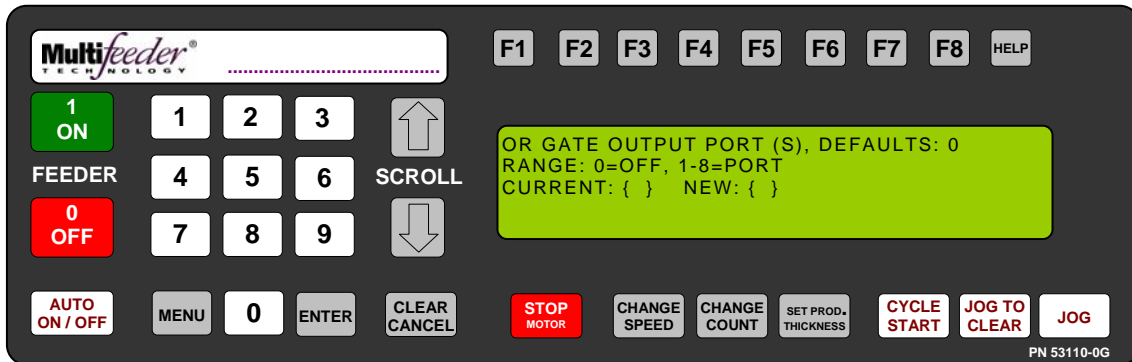 Multifeeder®
TECHNOLOGY
F1 F2 F3 F4 F5 F6 F7 F8 HELP
1
ON
FEEDER
0
OFF
1 2 3
4 5 6
7 8 9
SCROLL
OR GATE OUTPUT PORT (S), DEFAULTS: 0
RANGE: 0=OFF, 1-8=PORT
CURRENT: { } NEW: { }
AUTO
ON / OFF
MENU
0
ENTER
CLEAR
CANCEL
STOP
MOTOR
CHANGE
SPEED
CHANGE
COUNT
SET PROD.
THICKNESS
CYCLE
START
JOG TO
CLEAR
JOG
PN 53110-0G